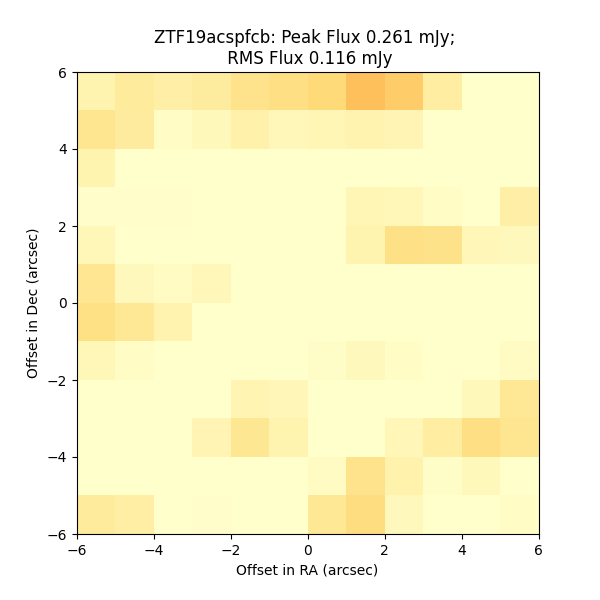 ZTF19acspfcb: Peak Flux 0.261 mJy;
RMS Flux 0.116 mJy
6
4
2
0
−2
−4
−6
Offset in Dec (arcsec)
−6 −4 −2 0 2 4 6
Offset in RA (arcsec)